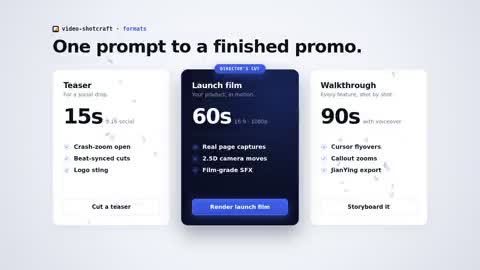 video-shotcraft · formats
One prompt to a finished promo.
Teaser
For a social drop.
15s 9:16 social
Crash-zoom open
Beat-synced cuts
Logo sting
Cut a teaser
DIRECTOR'S CUT
Launch film
Your product, in motion.
60s 16:9 · 1080p
Real page captures
2.5D camera moves
Film-grade SFX
Render launch film
Walkthrough
Every feature, shot by shot.
90s with voiceover
Cursor flyovers
Callout zooms
JianYing export
Storyboard it